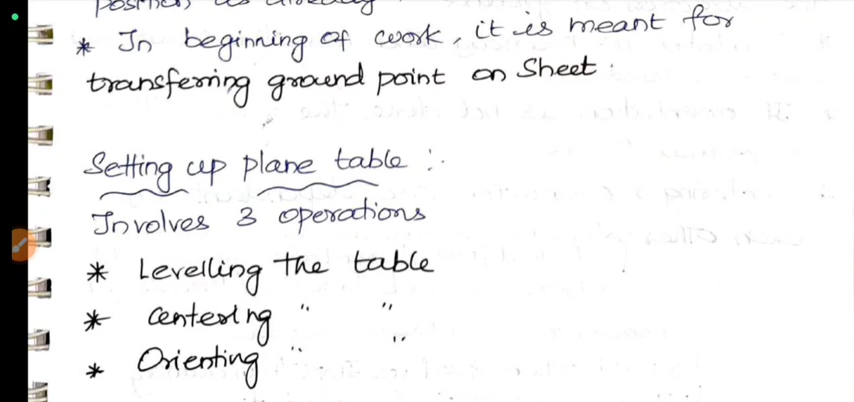 * In beginning of work, it is meant for
transferring ground point on Sheet.
Setting up plane table :-
Involves 3 operations
* Levelling the table
* Centering " "
* Orienting " "